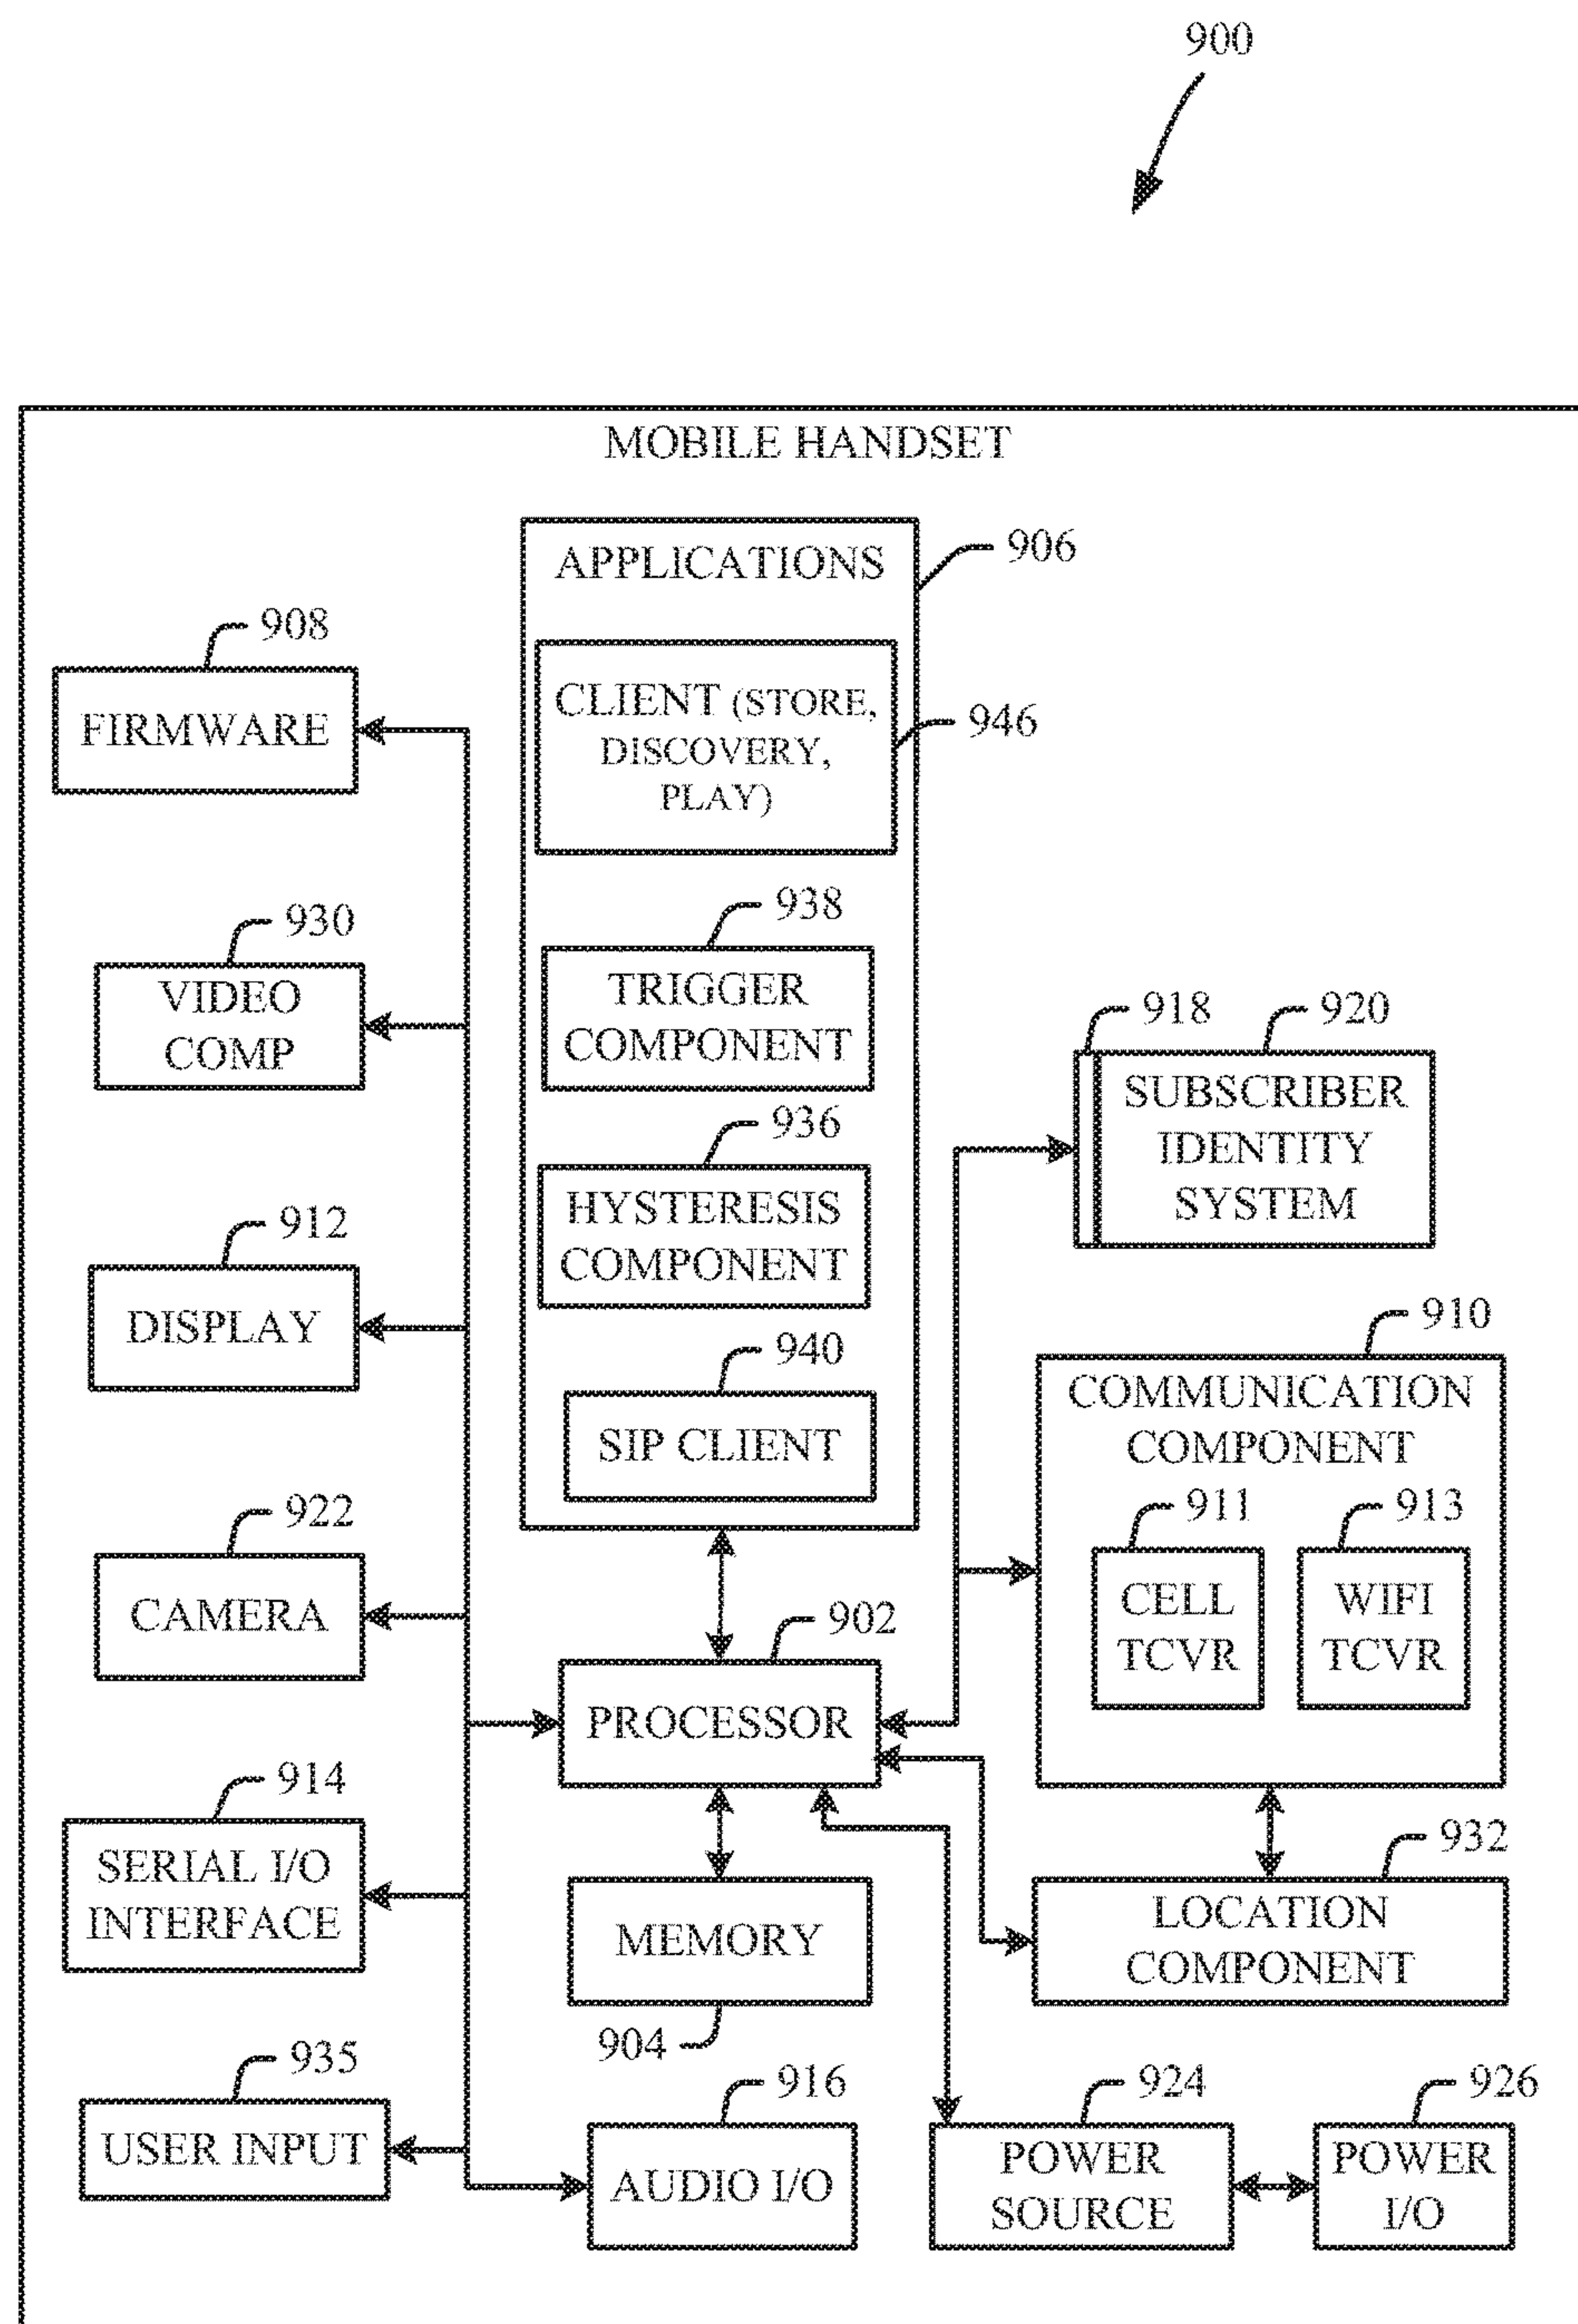 900
MOBILE HANDSET
APPLICATIONS
906
908
FIRMWARE
CLIENT (STORE,
DISCOVERY,
PLAY)
946
930
VIDEO
COMP
938
TRIGGER
COMPONENT
918
920
SUBSCRIBER
IDENTITY
SYSTEM
936
HYSTERESIS
COMPONENT
912
DISPLAY
940
SIP CLIENT
910
COMMUNICATION
COMPONENT
911
CELL
TCVR
913
WIFI
TCVR
922
CAMERA
902
PROCESSOR
914
SERIAL I/O
INTERFACE
MEMORY
904
932
LOCATION
COMPONENT
935
USER INPUT
916
AUDIO I/O
924
POWER
SOURCE
926
POWER
I/O